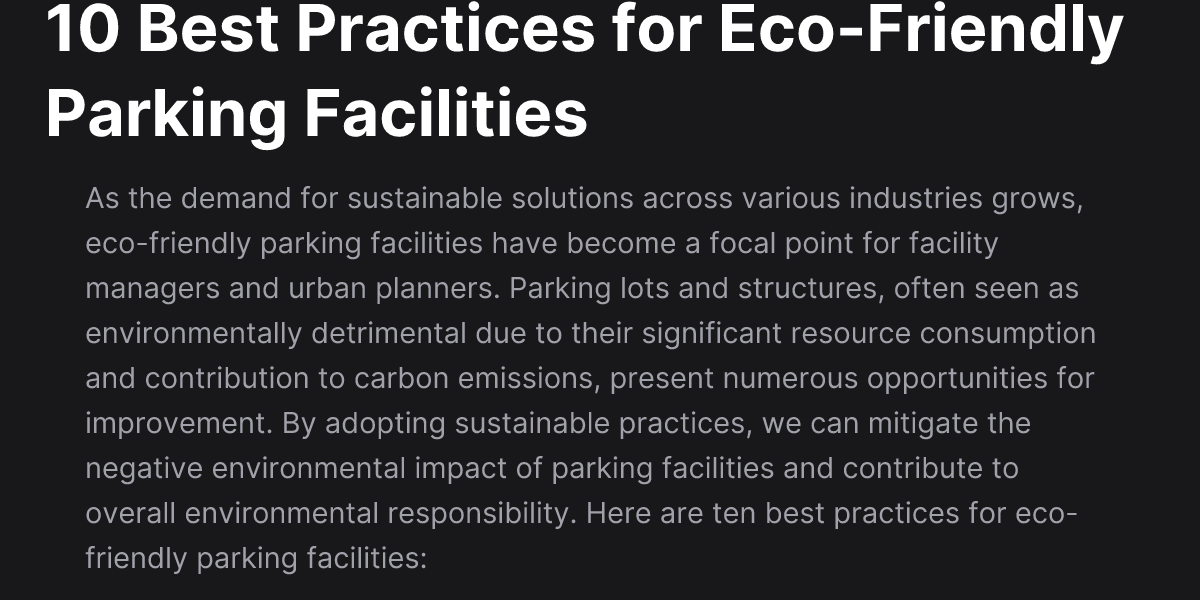 10 Best Practices for Eco-Friendly
Parking Facilities
As the demand for sustainable solutions across various industries grows,
eco-friendly parking facilities have become a focal point for facility
managers and urban planners. Parking lots and structures, often seen as
environmentally detrimental due to their significant resource consumption
and contribution to carbon emissions, present numerous opportunities for
improvement. By adopting sustainable practices, we can mitigate the
negative environmental impact of parking facilities and contribute to
overall environmental responsibility. Here are ten best practices for eco-
friendly parking facilities: